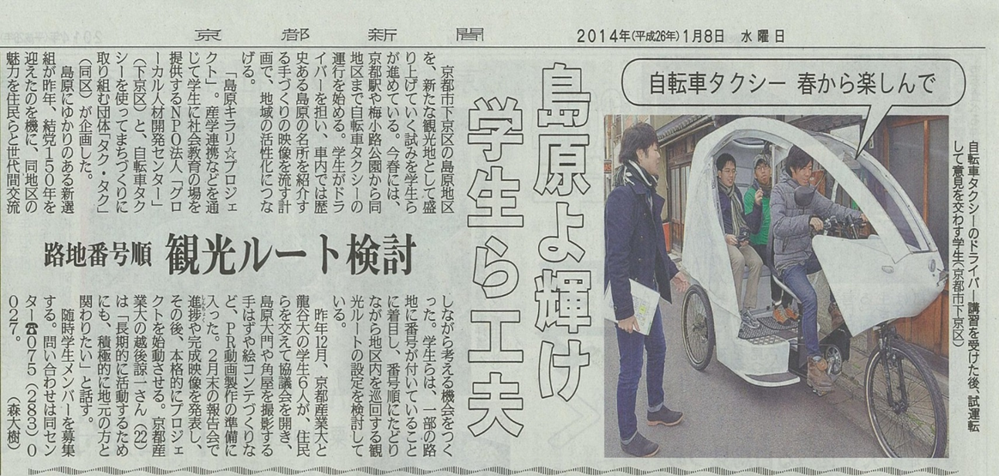 京都新聞
2014年(平成26年)1月8日 水曜日
自転車タクシー 春から楽しんで
島原よ輝け
学生ら工夫
路地番号順 観光ルート検討
自転車タクシーのドライバー講習を受けた後、試運転
して意見を交わす学生(京都市下京区)
京都市下京区の島原地区
を、新たな観光地として盛
り上げていく試みを学生ら
が進めている。今春には、
京都駅や梅小路公園から同
地区まで自転車タクシーの
運行を始める。学生がドラ
イバーを担い、車内では歴
史ある島原の名所を紹介す
る手づくりの映像を流す計
画で、地域の活性化につな
げる。
「島原キラリ☆プロジェ
クト」。産学連携などを通
じて学生に社会教育の場を
提供するNPO法人「グロ
ーカル人材開発センター」
(下京区)と、自転車タク
シーを使ってまちづくりに
取り組む団体「タク・タク」
(同区)が企画した。
島原にゆかりのある新選
組が昨年、結党150年を
迎えたのを機に、同地区の
魅力を住民らと世代間交流
しながら考える機会をつく
った。学生らは、一部の路
地に番号が付いていること
に着目し、番号順にたどり
ながら地区内を巡回する観
光ルートの設定を検討して
いる。
昨年12月、京都産業大と
龍谷大の学生6人が、住民
らを交えて協議会を開き、
島原大門や角屋を撮影する
手はずや絵コンテづくりな
ど、PR動画製作の準備に
入った。2月末の報告会で
進捗や完成映像を発表し、
その後、本格的にプロジェ
クトを始動させる。京都産
業大の越後諒一さん(22)
は「長期的に活動するため
にも、積極的に地元の方と
関わりたい」と話す。
随時学生メンバーを募集
する。問い合わせは同セン
ター☎075(283)0
027。 (森大樹)